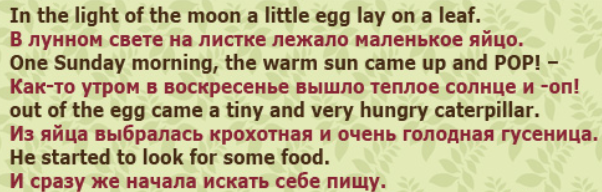 In the light of the moon a little egg lay on a leaf.
В лунном свете на листке лежало маленькое яйцо.
One Sunday morning, the warm sun came up and POP! –
Как-то утром в воскресенье вышло теплое солнце и -оп!
out of the egg came a tiny and very hungry caterpillar.
Из яйца выбралась крохотная и очень голодная гусеница.
He started to look for some food.
И сразу же начала искать себе пищу.